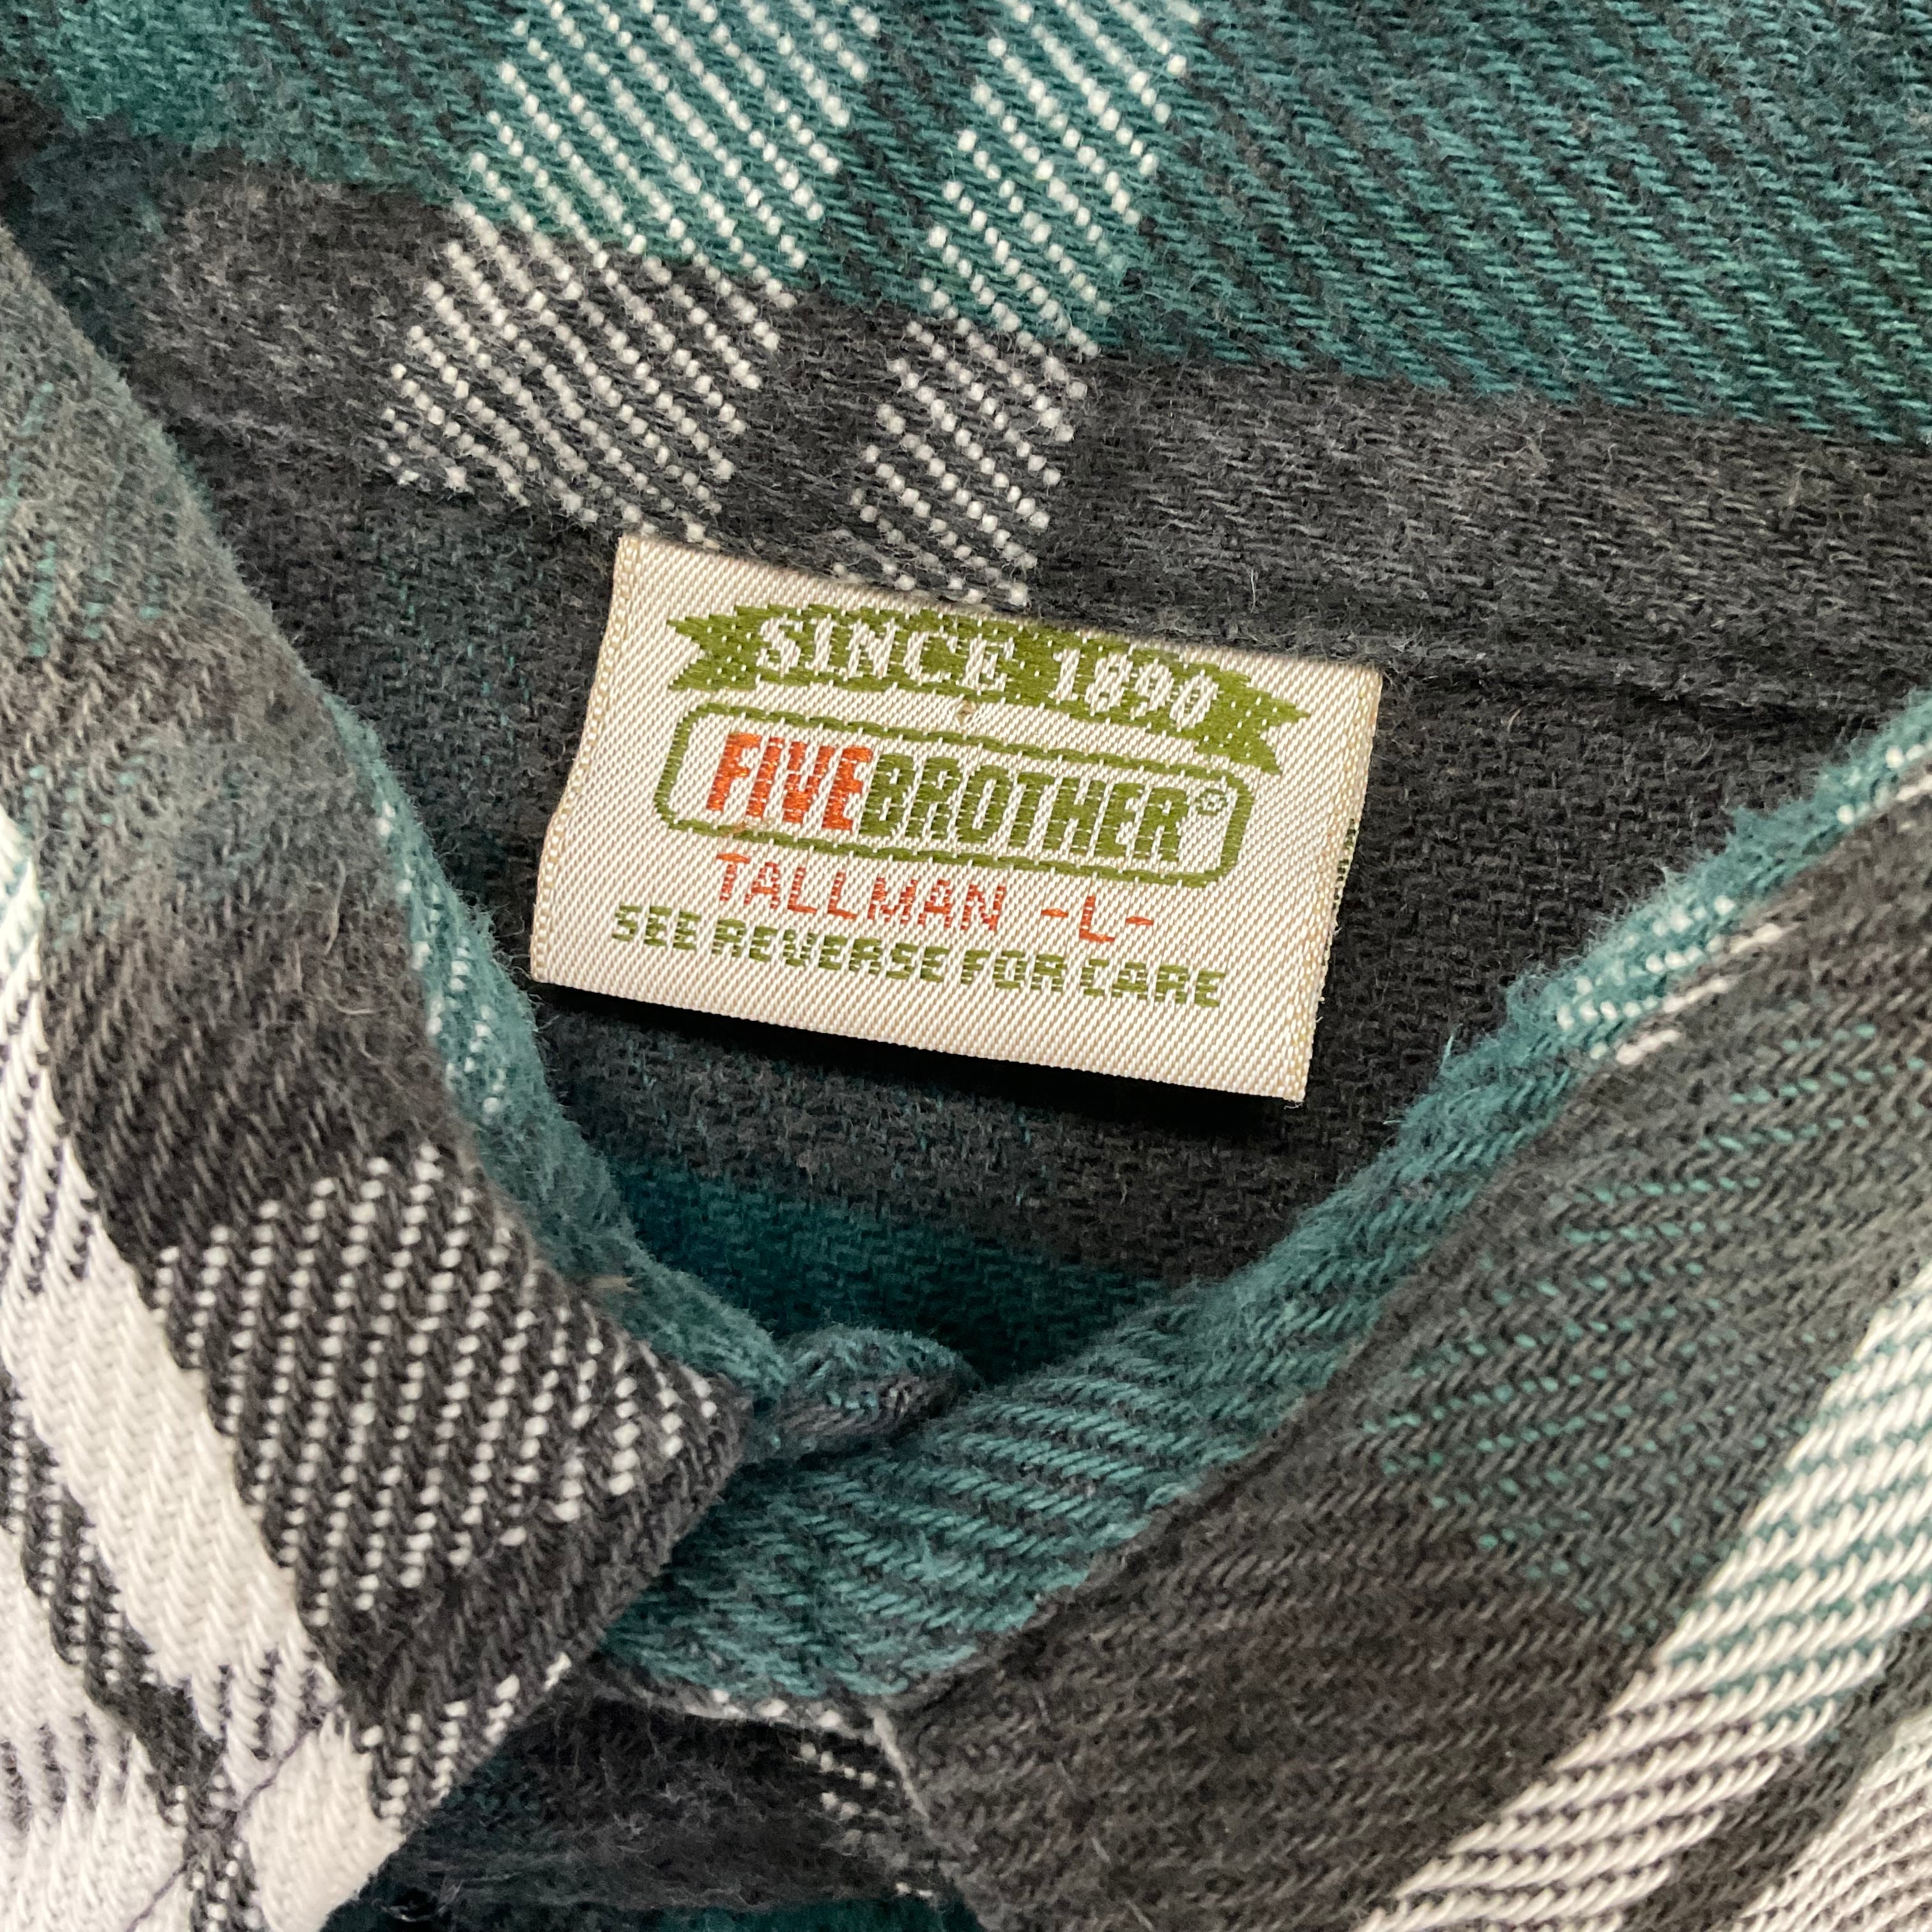 SINCE 1890
FIVEBROTHER®
TALLMAN -L-
SEE REVERSE FOR CARE